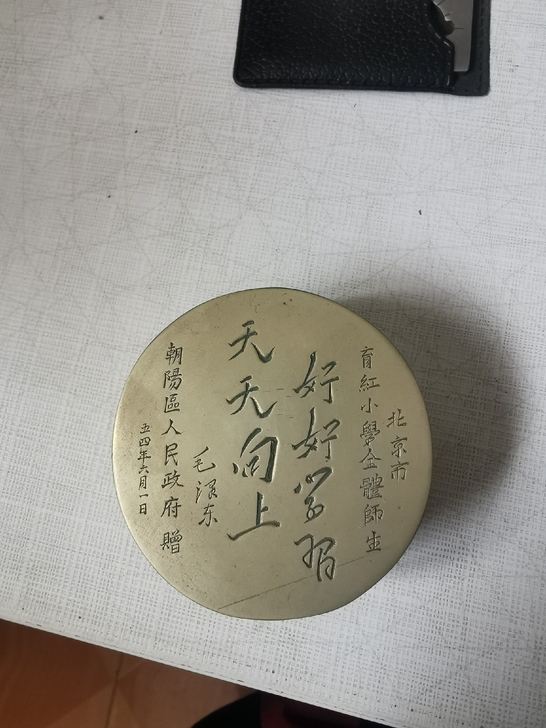 北京市
育紅小學全體師生
好好学习
天天向上
毛泽东
朝陽區人民政府 贈
五四年六月一日